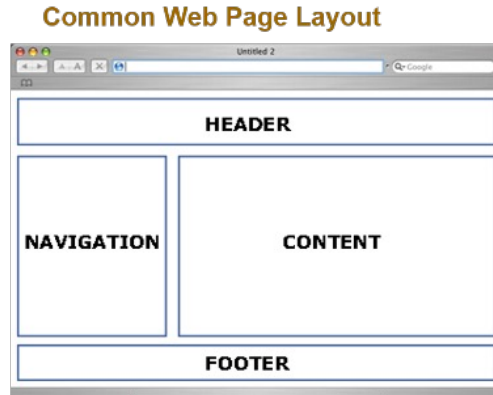 Common Web Page Layout
Untitled 2
A
A
X
Q Google
HEADER
NAVIGATION
CONTENT
FOOTER